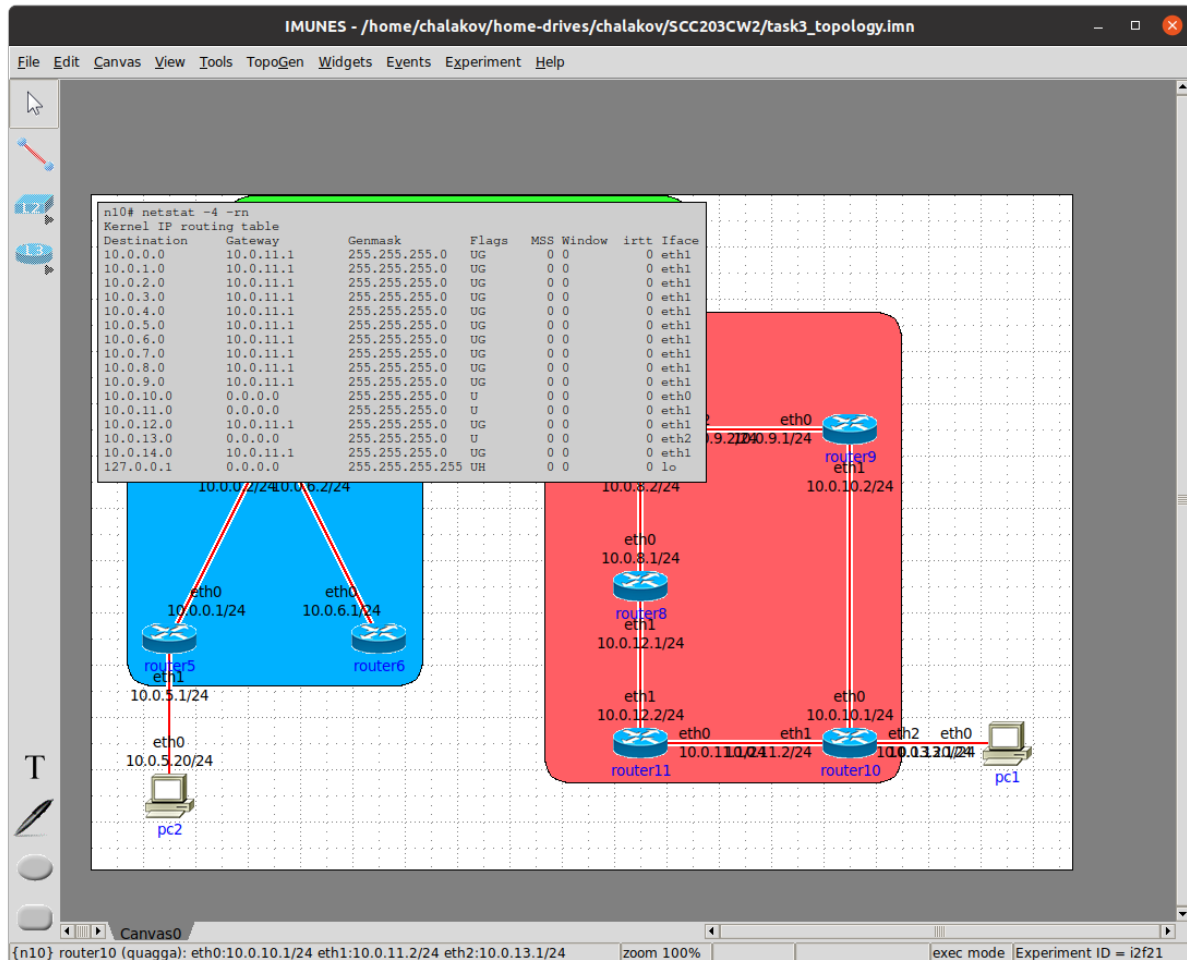 IMUNES - /home/chalakov/home-drives/chalakov/SCC203CW2/task3_topology.imn
File Edit Canvas View Tools TopoGen Widgets Events Experiment Help
L2
L3
T
n10# netstat -4 -rn
Kernel IP routing table
Destination Gateway Genmask Flags MSS Window irtt Iface
10.0.0.0 10.0.11.1 255.255.255.0 UG 0 0 0 eth1
10.0.1.0 10.0.11.1 255.255.255.0 UG 0 0 0 eth1
10.0.2.0 10.0.11.1 255.255.255.0 UG 0 0 0 eth1
10.0.3.0 10.0.11.1 255.255.255.0 UG 0 0 0 eth1
10.0.4.0 10.0.11.1 255.255.255.0 UG 0 0 0 eth1
10.0.5.0 10.0.11.1 255.255.255.0 UG 0 0 0 eth1
10.0.6.0 10.0.11.1 255.255.255.0 UG 0 0 0 eth1
10.0.7.0 10.0.11.1 255.255.255.0 UG 0 0 0 eth1
10.0.8.0 10.0.11.1 255.255.255.0 UG 0 0 0 eth1
10.0.9.0 10.0.11.1 255.255.255.0 UG 0 0 0 eth1
10.0.10.0 0.0.0.0 255.255.255.0 U 0 0 0 eth0
10.0.11.0 0.0.0.0 255.255.255.0 U 0 0 0 eth1
10.0.12.0 10.0.11.1 255.255.255.0 UG 0 0 0 eth1
10.0.13.0 0.0.0.0 255.255.255.0 U 0 0 0 eth2
10.0.14.0 10.0.11.1 255.255.255.0 UG 0 0 0 eth1
127.0.0.1 0.0.0.0 255.255.255.255 UH 0 0 0 lo
eth0
10.0.9.1/24
router9
eth1
10.0.10.2/24
10.0.0.2/24
10.0.6.2/24
10.0.8.2/24
eth0
10.0.8.1/24
router8
eth1
10.0.12.1/24
eth0
10.0.0.1/24
router5
eth1
10.0.5.1/24
eth0
10.0.6.1/24
router6
eth1
10.0.12.2/24
eth0
router11
eth0
10.0.10.1/24
eth1
10.0.11.2/24
router10
eth2
eth0
pc1
eth0
10.0.5.20/24
pc2
Canvas0
{n10} router10 (quagga): eth0:10.0.10.1/24 eth1:10.0.11.2/24 eth2:10.0.13.1/24
zoom 100%
exec mode
Experiment ID = i2f21